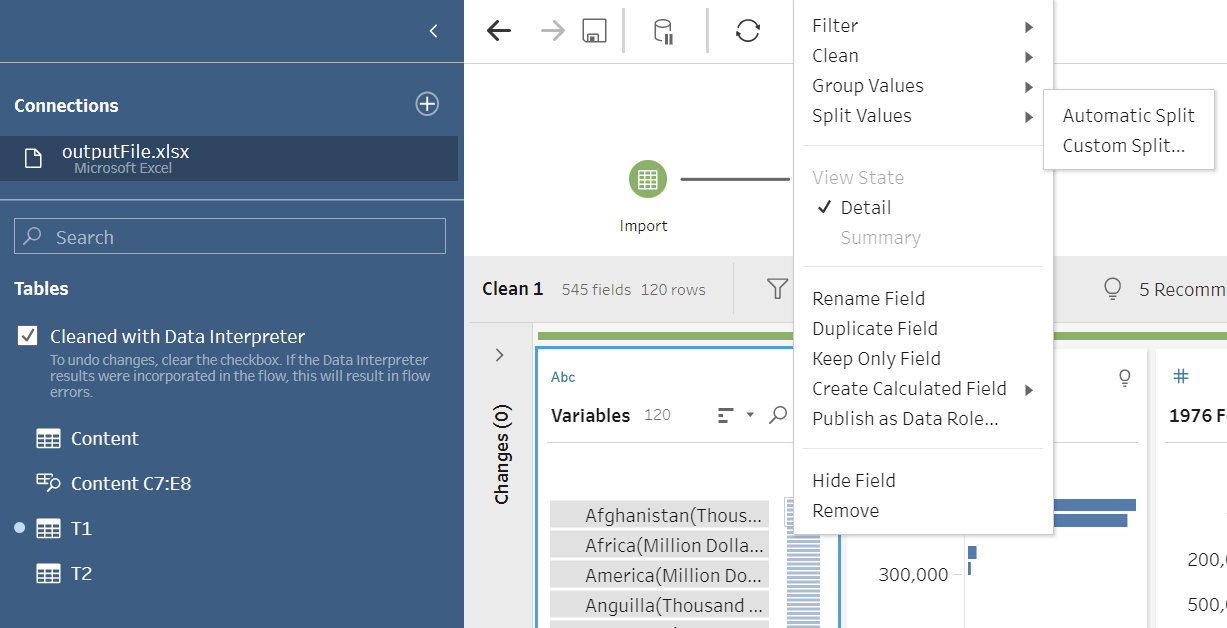 Connections
outputFile.xlsx
Microsoft Excel
Search
Tables
Cleaned with Data Interpreter
To undo changes, clear the checkbox. If the Data Interpreter
results were incorporated in the flow, this will result in flow
errors.
Content
Content C7:E8
T1
T2
Import
Filter
Clean
Group Values
Split Values
Automatic Split
Custom Split...
View State
Detail
Summary
Rename Field
Duplicate Field
Keep Only Field
Create Calculated Field
Publish as Data Role...
Hide Field
Remove
Clean 1 545 fields 120 rows
5 Recomm
Changes (0)
Abc
Variables 120
Afghanistan(Thous...
Africa(Million Dolla...
America(Million Do...
Anguilla(Thousand ...
300,000
#
1976 F
200,
500,